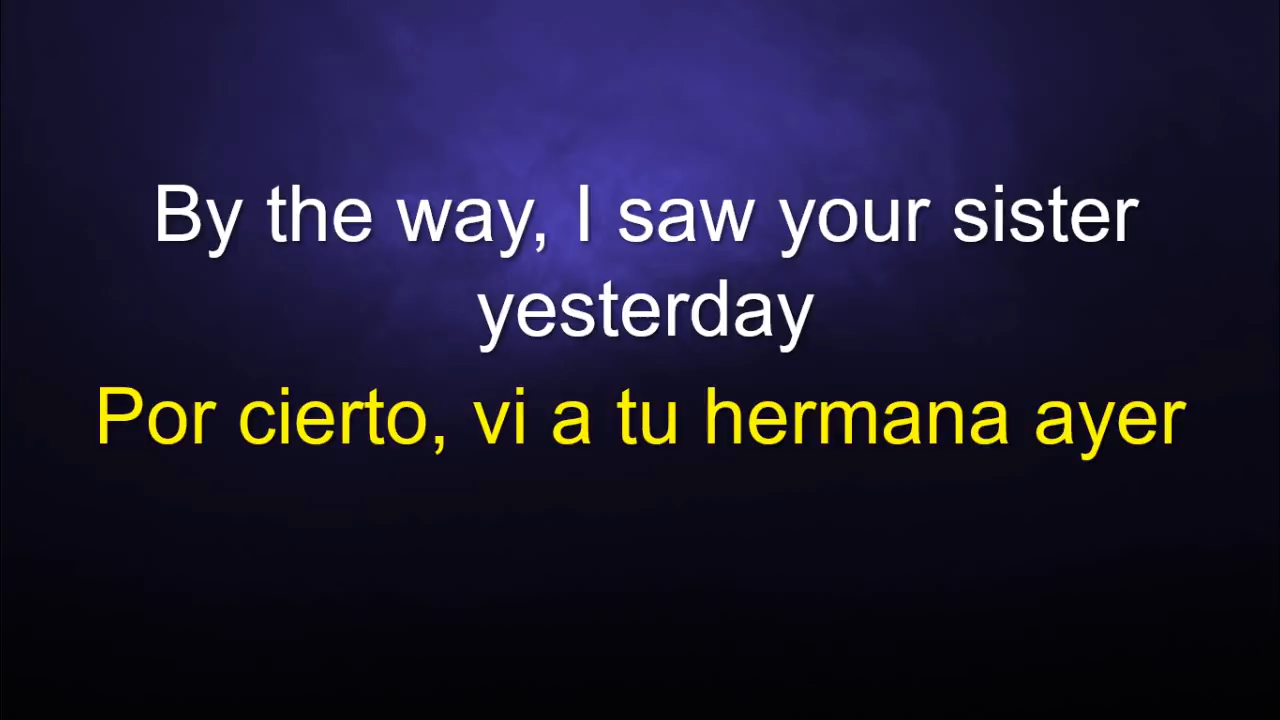 By the way, I saw your sister
yesterday
Por cierto, vi a tu hermana ayer